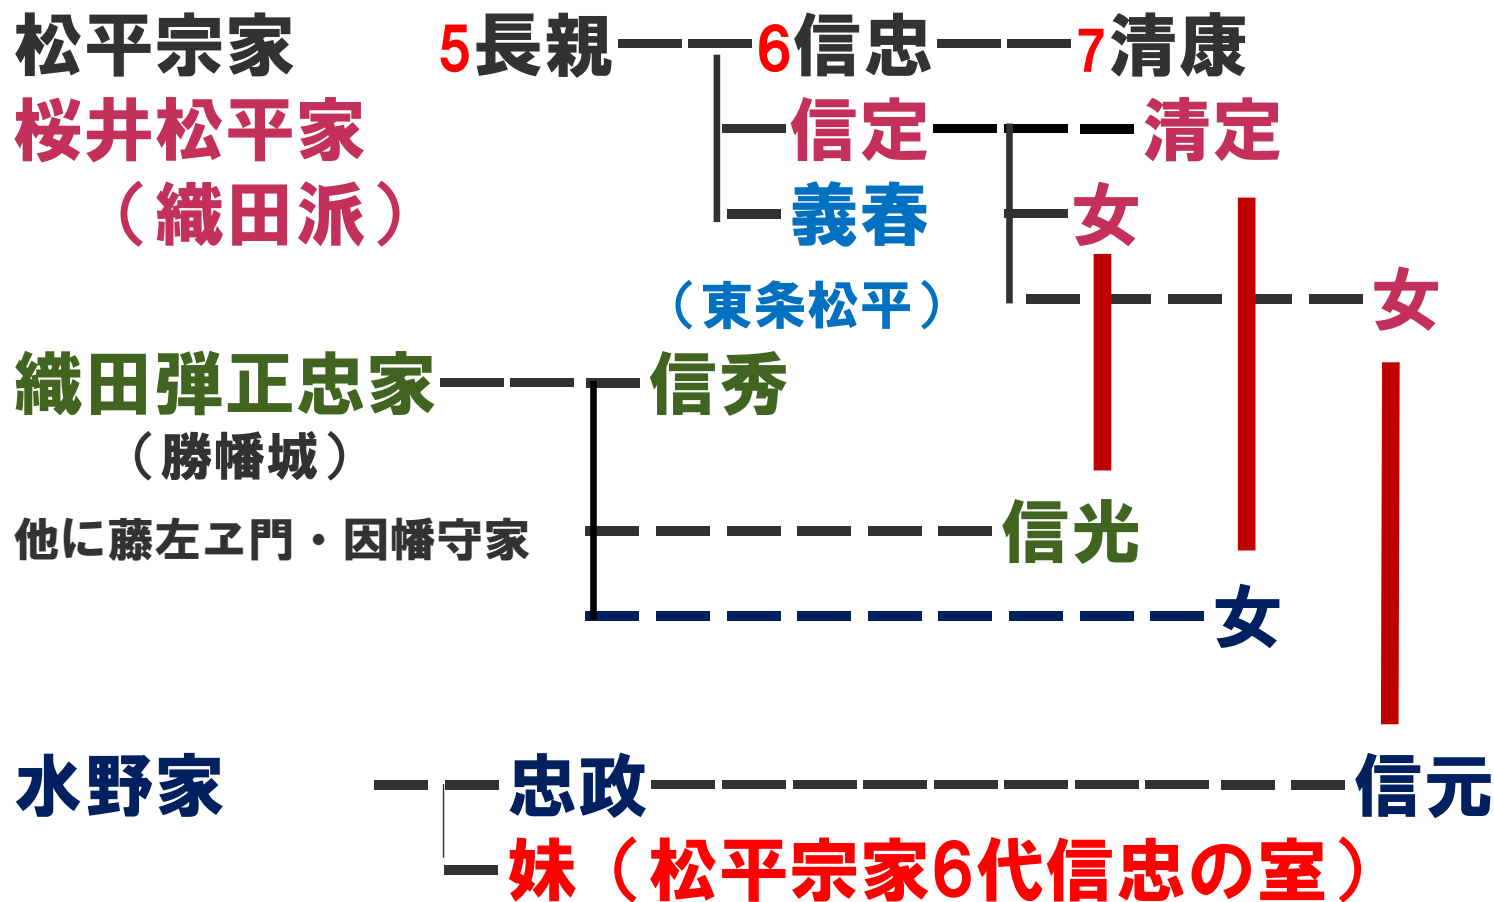 松平宗家 5長親 6信忠 7清康
桜井松平家 信定 清定
（織田派） 義春 女
（東条松平） 女
織田弾正忠家 信秀
（勝幡城）
他に藤左ヱ門・因幡守家 信光
女
水野家 忠政 信元
妹（松平宗家6代信忠の室）